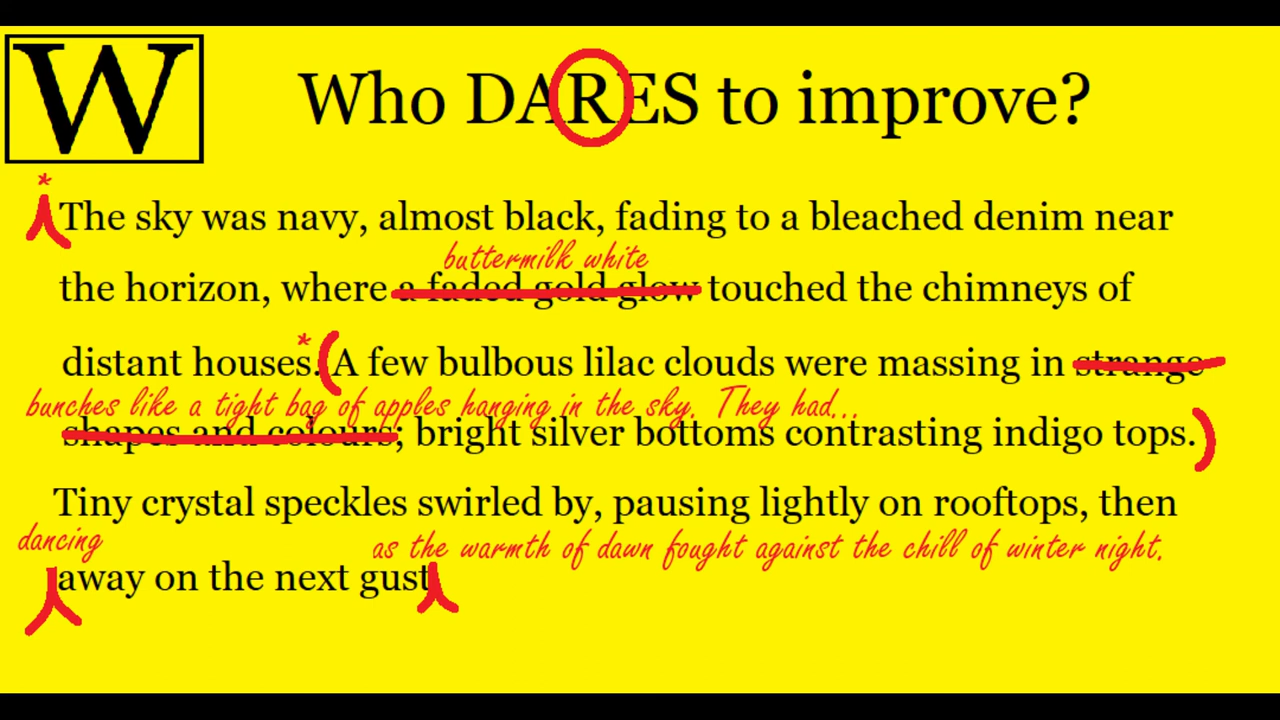 W
Who DARES to improve?
*
The sky was navy, almost black, fading to a bleached denim near
buttermilk white
the horizon, where a faded gold glow touched the chimneys of
distant houses.* (A few bulbous lilac clouds were massing in strange
bunches like a tight bag of apples hanging in the sky. They had...
shapes and colours; bright silver bottoms contrasting indigo tops.)
Tiny crystal speckles swirled by, pausing lightly on rooftops, then
dancing
as the warmth of dawn fought against the chill of winter night.
away on the next gust